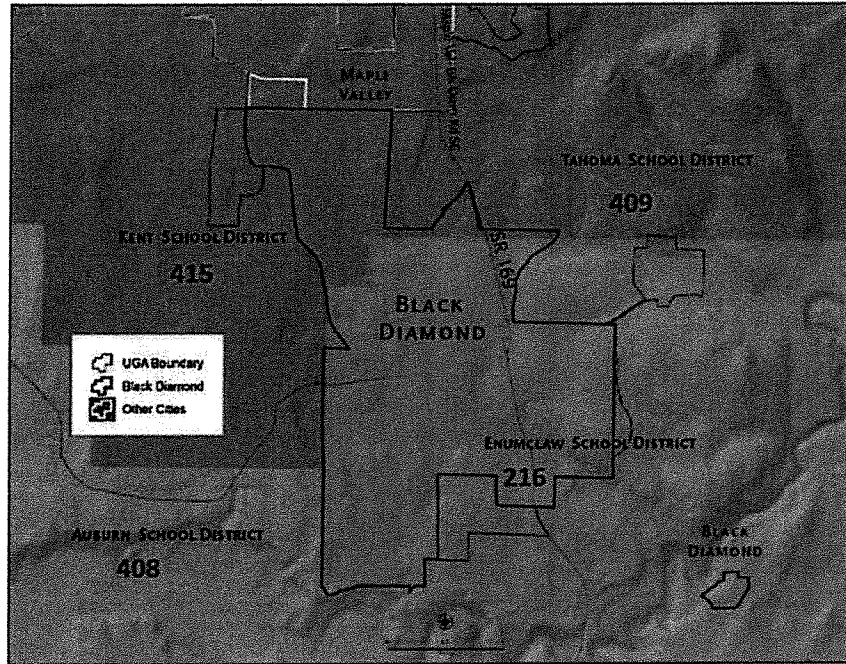 MAPLE
VALLEY
TAHOMA SCHOOL DISTRICT
409
KENT SCHOOL DISTRICT
415
SR 169
BLACK
DIAMOND
UGA Boundary
Black Diamond
Other Cities
ENUMCLAW SCHOOL DISTRICT
216
AUBURN SCHOOL DISTRICT
408
BLACK
DIAMOND